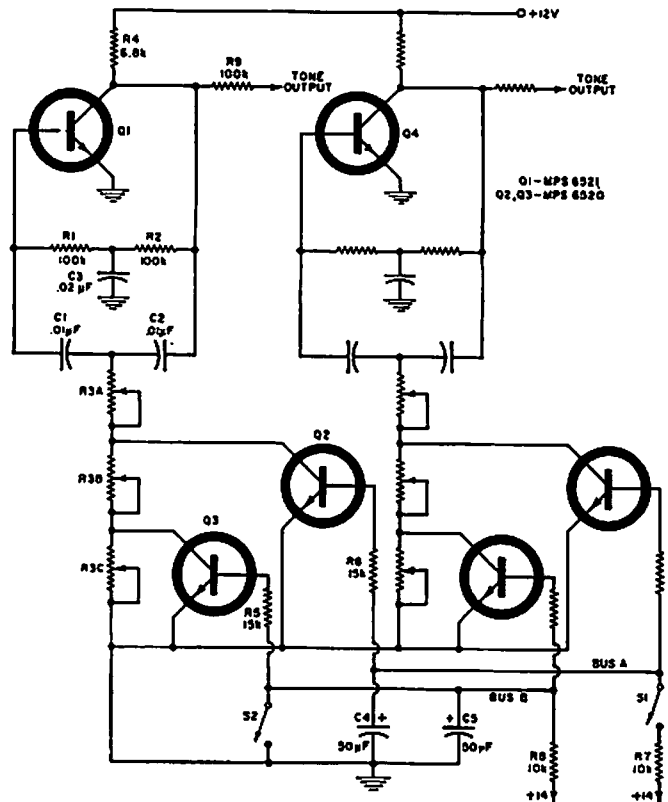 +12V
R4
6.8k
R9
100k
TONE
OUTPUT
TONE
OUTPUT
Q1
Q4
Q1-MPS 6521,
Q2,Q3-MPS 6520
R1
100k
R2
100k
C3
.02µF
C1
.01µF
C2
.01µF
R3A
Q2
R3B
Q3
R3C
R6
15k
R5
15k
BUS A
BUS B
S2
C4 +
50µF
+ C5
50µF
S1
R8
10k
R7
10k
+14
+14